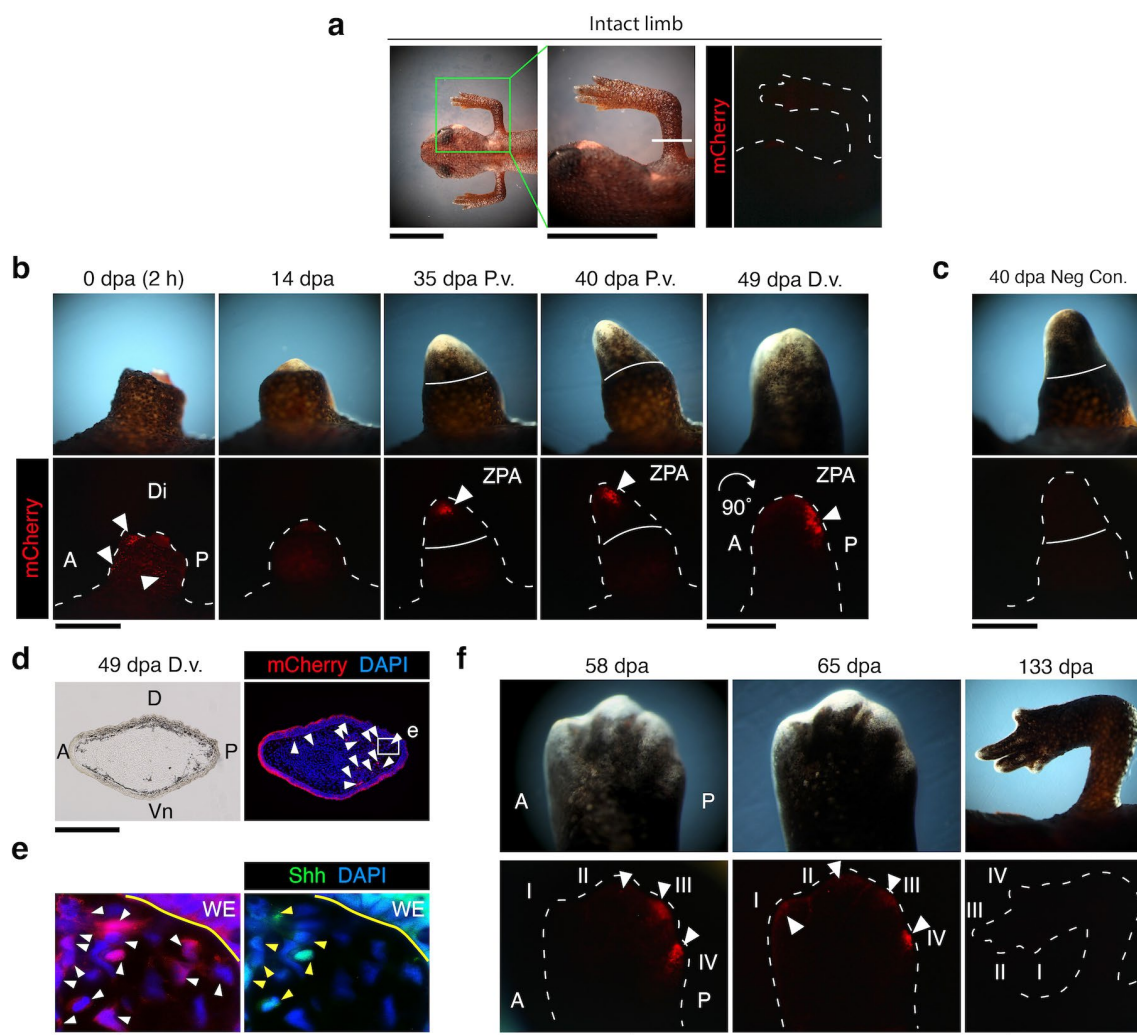 a
Intact limb
mCherry
b
0 dpa (2 h)
14 dpa
35 dpa P.v.
40 dpa P.v.
49 dpa D.v.
c
40 dpa Neg Con.
mCherry
Di
A
P
ZPA
ZPA
90°
ZPA
A
P
d
49 dpa D.v.
mCherry DAPI
D
A
P
Vn
e
e
Shh DAPI
WE
WE
f
58 dpa
65 dpa
133 dpa
A
P
I
II
III
IV
A
P
I
II
III
IV
IV
III
II
I